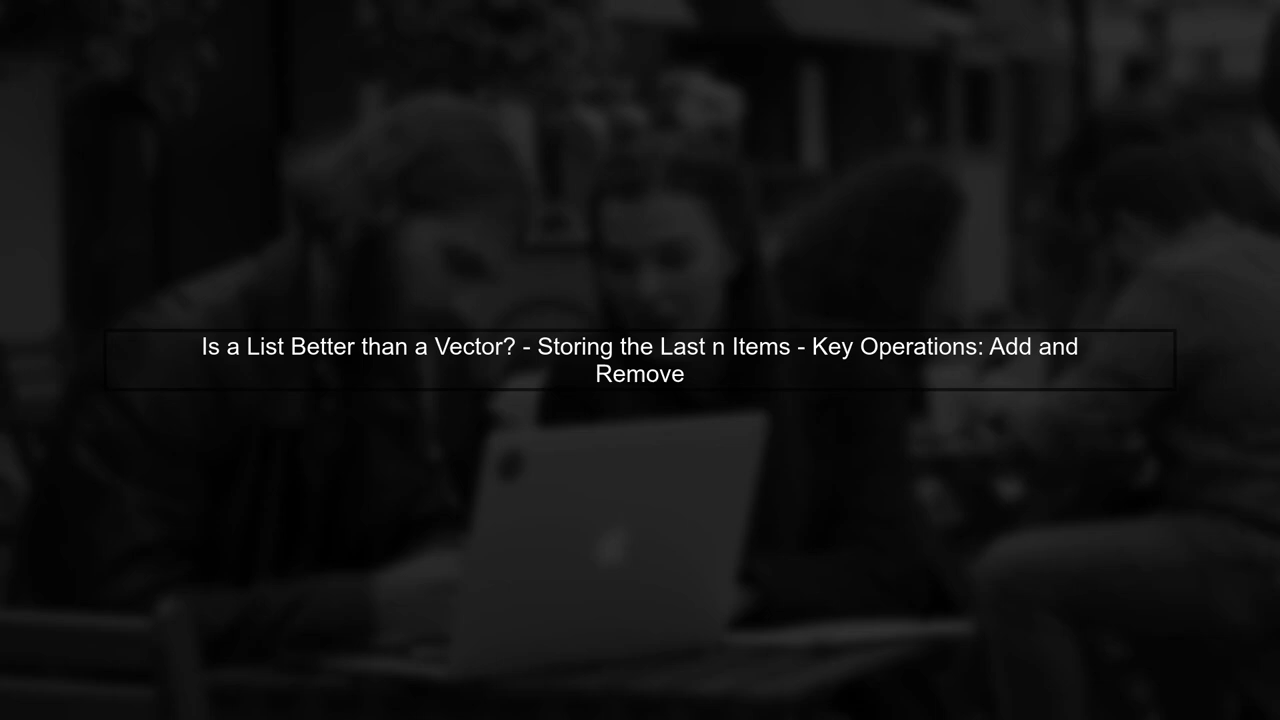 Is a List Better than a Vector? - Storing the Last n Items - Key Operations: Add and
Remove